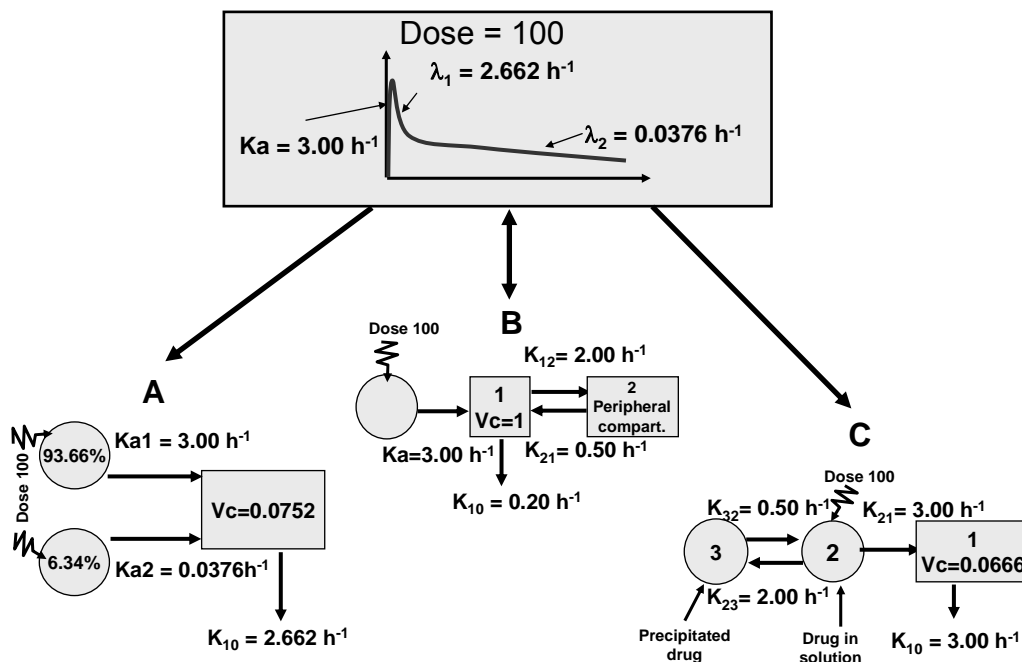 Dose = 100
λ1 = 2.662 h-1
Ka = 3.00 h-1
λ2 = 0.0376 h-1
A
Dose 100
93.66%
Ka1 = 3.00 h-1
6.34%
Ka2 = 0.0376h-1
Vc=0.0752
K10 = 2.662 h-1
B
Dose 100
K12= 2.00 h-1
1
Vc=1
2
Peripheral
compart.
Ka=3.00 h-1
K21= 0.50 h-1
K10 = 0.20 h-1
C
Dose 100
K32= 0.50 h-1
K21= 3.00 h-1
3
2
1
Vc=0.0666
K23= 2.00 h-1
Precipitated
drug
Drug in
solution
K10 = 3.00 h-1